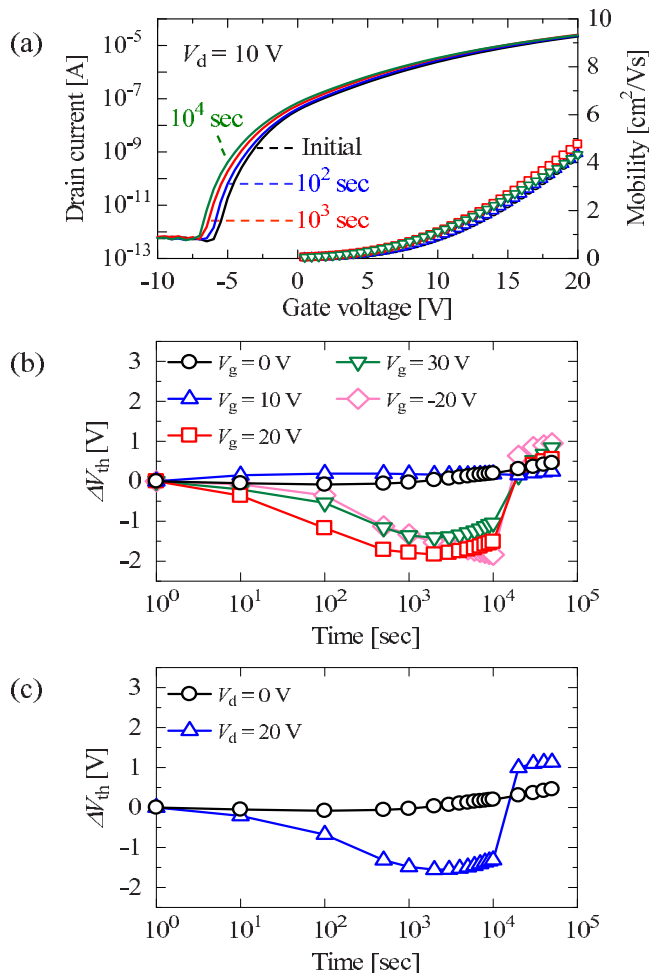 (a)
V_d = 10 V
Drain current [A]
10^-5
10^-7
10^-9
10^-11
10^-13
10^4 sec
Initial
10^2 sec
10^3 sec
10
8
6
4
2
0
Mobility [cm^2/Vs]
-10 -5 0 5 10 15 20
Gate voltage [V]
(b)
V_g = 0 V
V_g = 30 V
V_g = 10 V
V_g = -20 V
V_g = 20 V
ΔV_th [V]
3
2
1
0
-1
-2
10^0 10^1 10^2 10^3 10^4 10^5
Time [sec]
(c)
V_d = 0 V
V_d = 20 V
ΔV_th [V]
3
2
1
0
-1
-2
10^0 10^1 10^2 10^3 10^4 10^5
Time [sec]